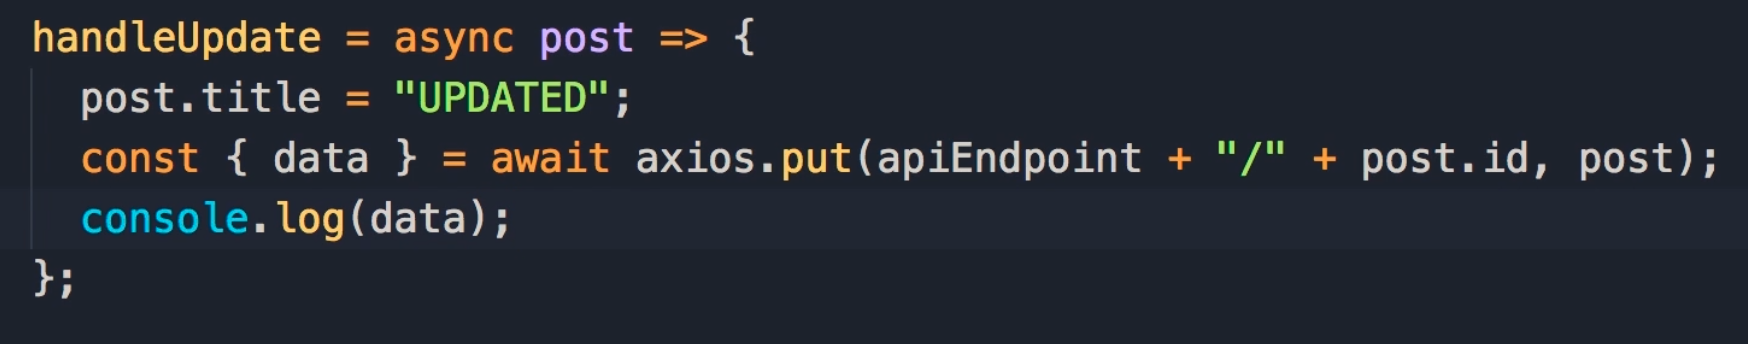 handleUpdate = async post => {
  post.title = "UPDATED";
  const { data } = await axios.put(apiEndpoint + "/" + post.id, post);
  console.log(data);
};